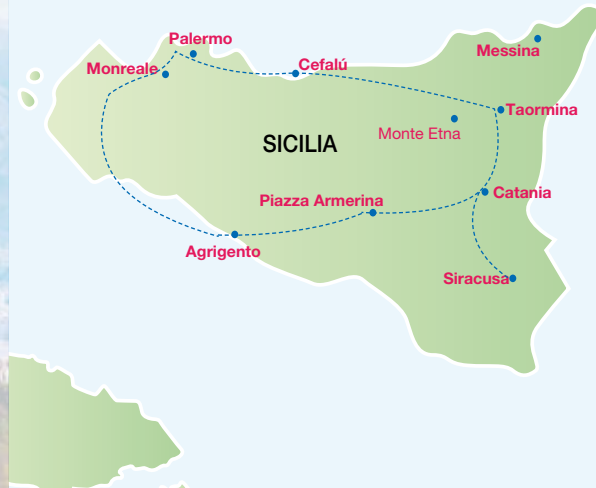 Palermo
Messina
Monreale
Cefalú
Taormina
Monte Etna
SICILIA
Piazza Armerina
Catania
Agrigento
Siracusa